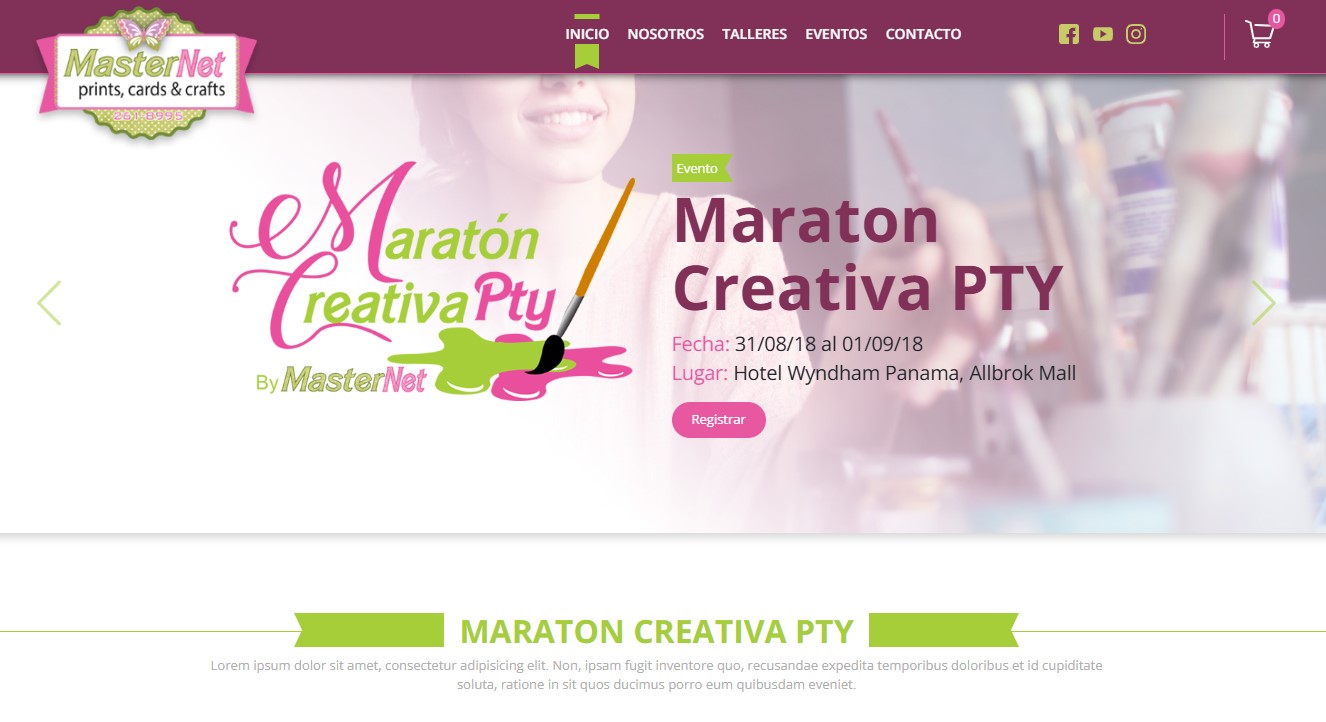 MasterNet
prints, cards & crafts
261 8995
INICIO NOSOTROS TALLERES EVENTOS CONTACTO
0
Maratón
Creativa Pty
By MasterNet
Evento
Maraton
Creativa PTY
Fecha: 31/08/18 al 01/09/18
Lugar: Hotel Wyndham Panama, Allbrok Mall
Registrar
MARATON CREATIVA PTY
Lorem ipsum dolor sit amet, consectetur adipisicing elit. Non, ipsam fugit inventore quo, recusandae expedita temporibus doloribus et id cupiditate
soluta, ratione in sit quos ducimus porro eum quibusdam eveniet.